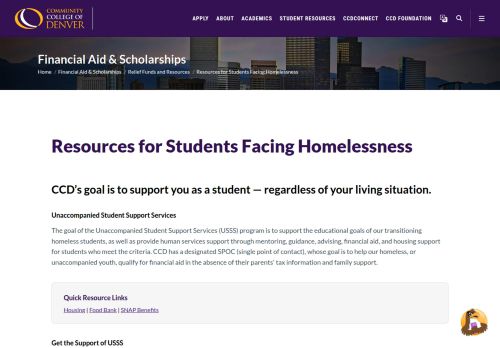 COMMUNITY
COLLEGE OF
DENVER
APPLY ABOUT ACADEMICS STUDENT RESOURCES CCDCONNECT CCD FOUNDATION
Financial Aid & Scholarships
Home / Financial Aid & Scholarships / Relief Funds and Resources / Resources for Students Facing Homelessness
Resources for Students Facing Homelessness
CCD's goal is to support you as a student — regardless of your living situation.
Unaccompanied Student Support Services
The goal of the Unaccompanied Student Support Services (USSS) program is to support the educational goals of our transitioning
homeless students, as well as provide human services support through mentoring, guidance, advising, financial aid, and housing support
for students who meet the criteria. CCD has a designated SPOC (single point of contact), whose goal is to help our homeless, or
unaccompanied youth, qualify for financial aid in the absence of their parents' tax information and family support.
Quick Resource Links
Housing | Food Bank | SNAP Benefits
Get the Support of USSS